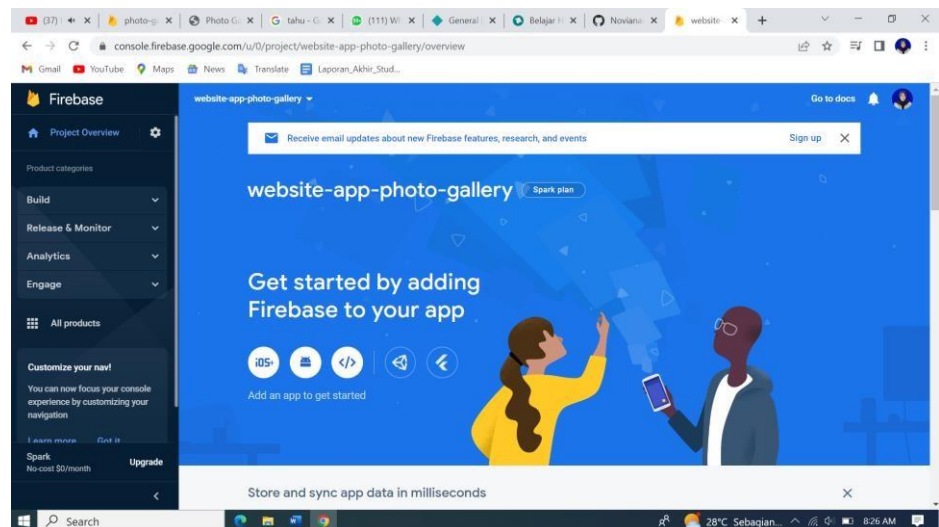 (37)
photo-g
Photo G
tahu - G
(111) W
General
Belajar H
Noviana
website
console.firebase.google.com/u/0/project/website-app-photo-gallery/overview
Gmail
YouTube
Maps
News
Translate
Laporan_Akhir_Stud...
Firebase
website-app-photo-gallery
Go to docs
Project Overview
Receive email updates about new Firebase features, research, and events
Sign up
Product categories
Build
Release & Monitor
Analytics
Engage
All products
website-app-photo-gallery
Spark plan
Get started by adding
Firebase to your app
iOS+
Add an app to get started
Customize your nav!
You can now focus your console
experience by customizing your
navigation
Learn more
Got it
Spark
No-cost $0/month
Upgrade
Store and sync app data in milliseconds
Search
28°C Sebagian...
8:26 AM